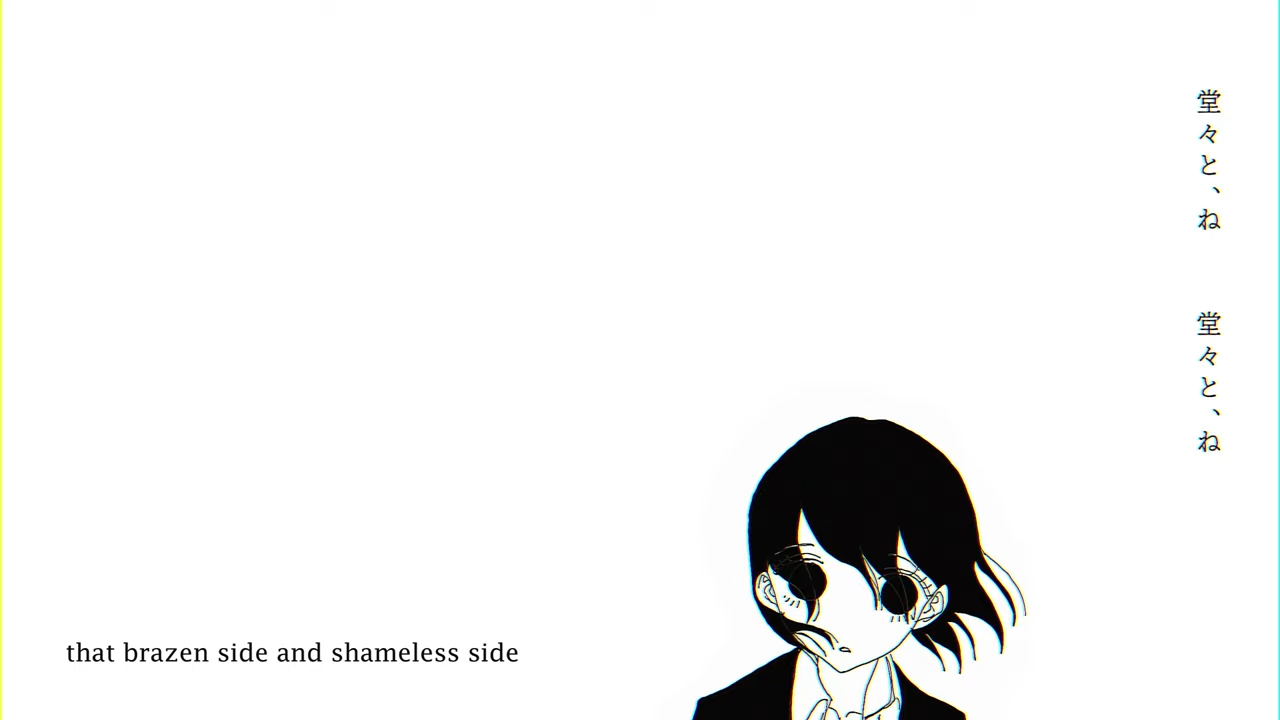 堂々と、ね
堂々と、ね
that brazen side and shameless side